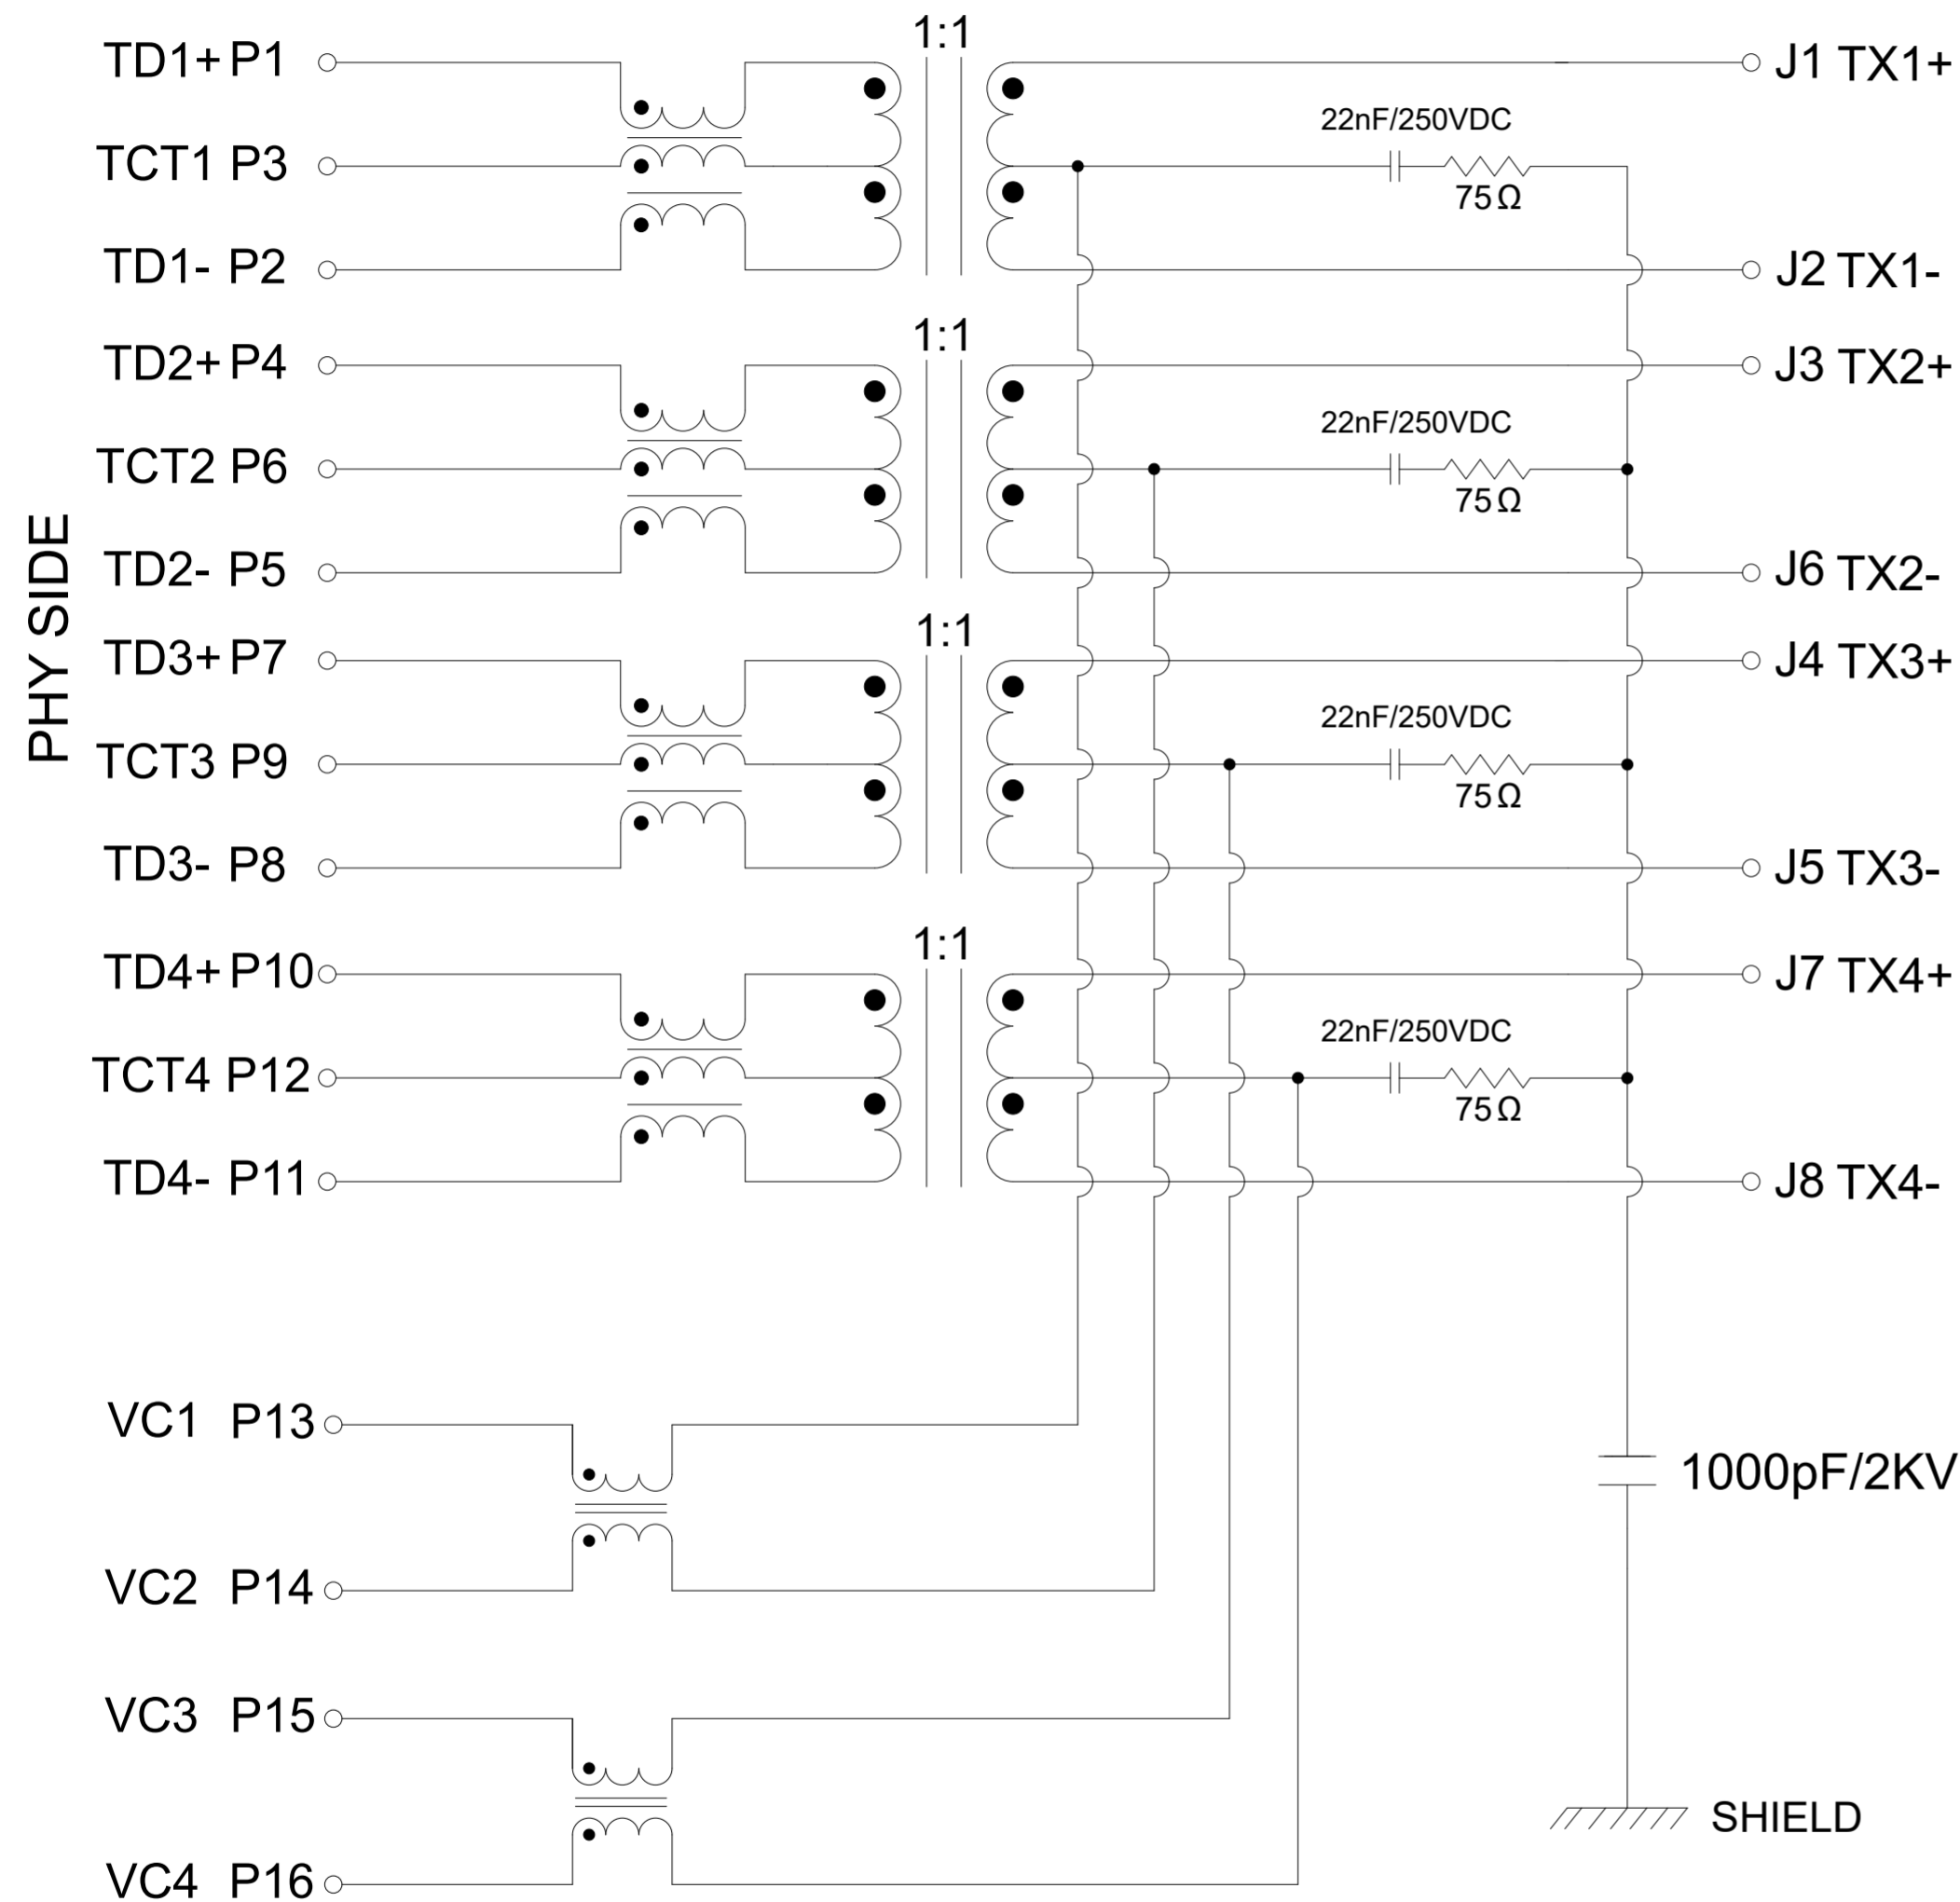 1:1
TD1+ P1
J1 TX1+
22nF/250VDC
TCT1 P3
75Ω
TD1- P2
J2 TX1-
1:1
TD2+ P4
J3 TX2+
22nF/250VDC
TCT2 P6
75Ω
PHY SIDE
TD2- P5
J6 TX2-
1:1
TD3+ P7
J4 TX3+
22nF/250VDC
TCT3 P9
75Ω
TD3- P8
J5 TX3-
1:1
TD4+ P10
J7 TX4+
22nF/250VDC
TCT4 P12
75Ω
TD4- P11
J8 TX4-
VC1 P13
1000pF/2KV
VC2 P14
VC3 P15
SHIELD
VC4 P16